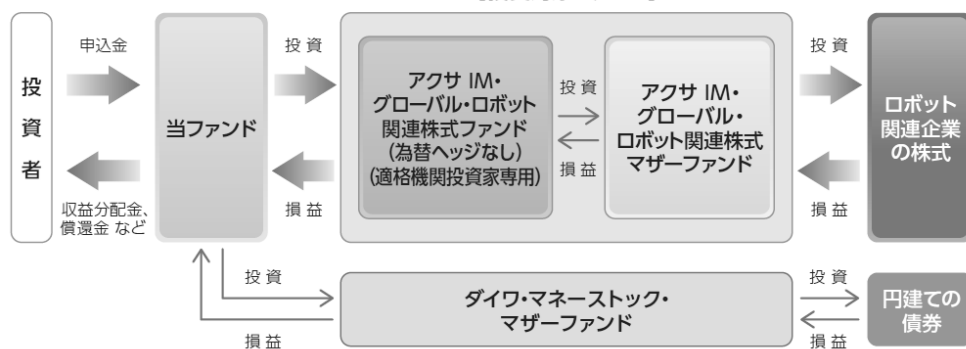 投資者
申込金
収益分配金、
償還金 など
当ファンド
投 資
損 益
アクサ IM・
グローバル・ロボット
関連株式ファンド
(為替ヘッジなし)
(適格機関投資家専用)
投 資
損 益
アクサ IM・
グローバル・
ロボット関連株式
マザーファンド
投 資
損 益
ロボット
関連企業
の株式
投 資
損 益
ダイワ・マネーストック・
マザーファンド
投 資
損 益
円建ての
債券